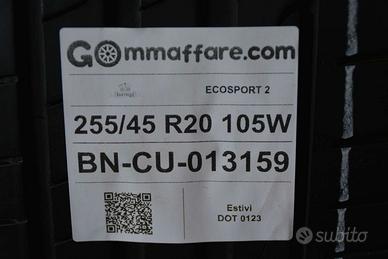 GOmmaffare.com
ECOSPORT 2
255/45 R20 105W
BN-CU-013159
Estivi
DOT 0123
subito